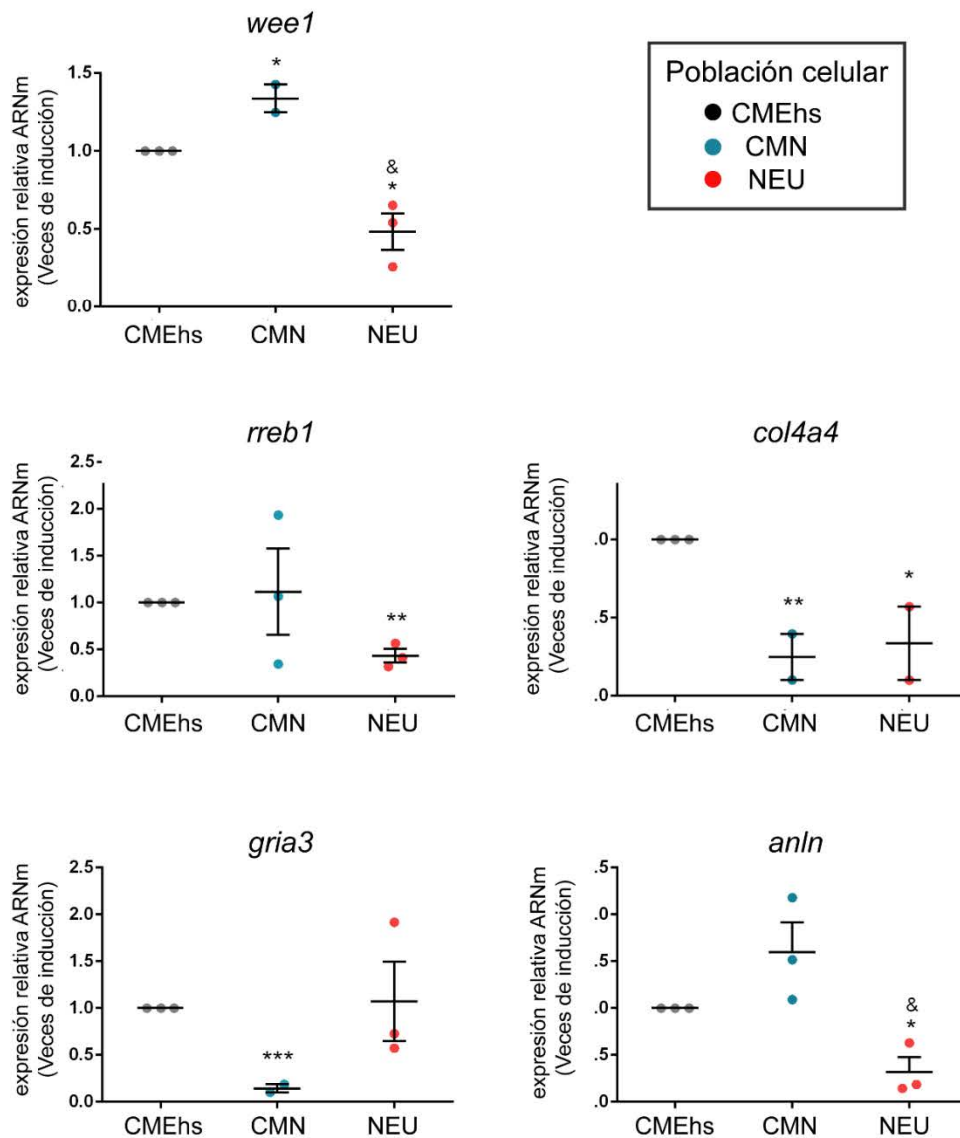 wee1
expresión relativa ARNm
(Veces de inducción)
1.5
1.0
0.5
0.0
*
&
*
CMEhs CMN NEU
Población celular
CMEhs
CMN
NEU
rreb1
expresión relativa ARNm
(Veces de inducción)
2.5
2.0
1.5
1.0
0.5
0.0
**
CMEhs CMN NEU
col4a4
expresión relativa ARNm
(Veces de inducción)
.0
.5
.0
**
*
CMEhs CMN NEU
gria3
expresión relativa ARNm
(Veces de inducción)
2.5
2.0
1.5
1.0
0.5
0.0
***
CMEhs CMN NEU
anln
expresión relativa ARNm
(Veces de inducción)
.5
.0
.5
.0
.5
.0
&
*
CMEhs CMN NEU